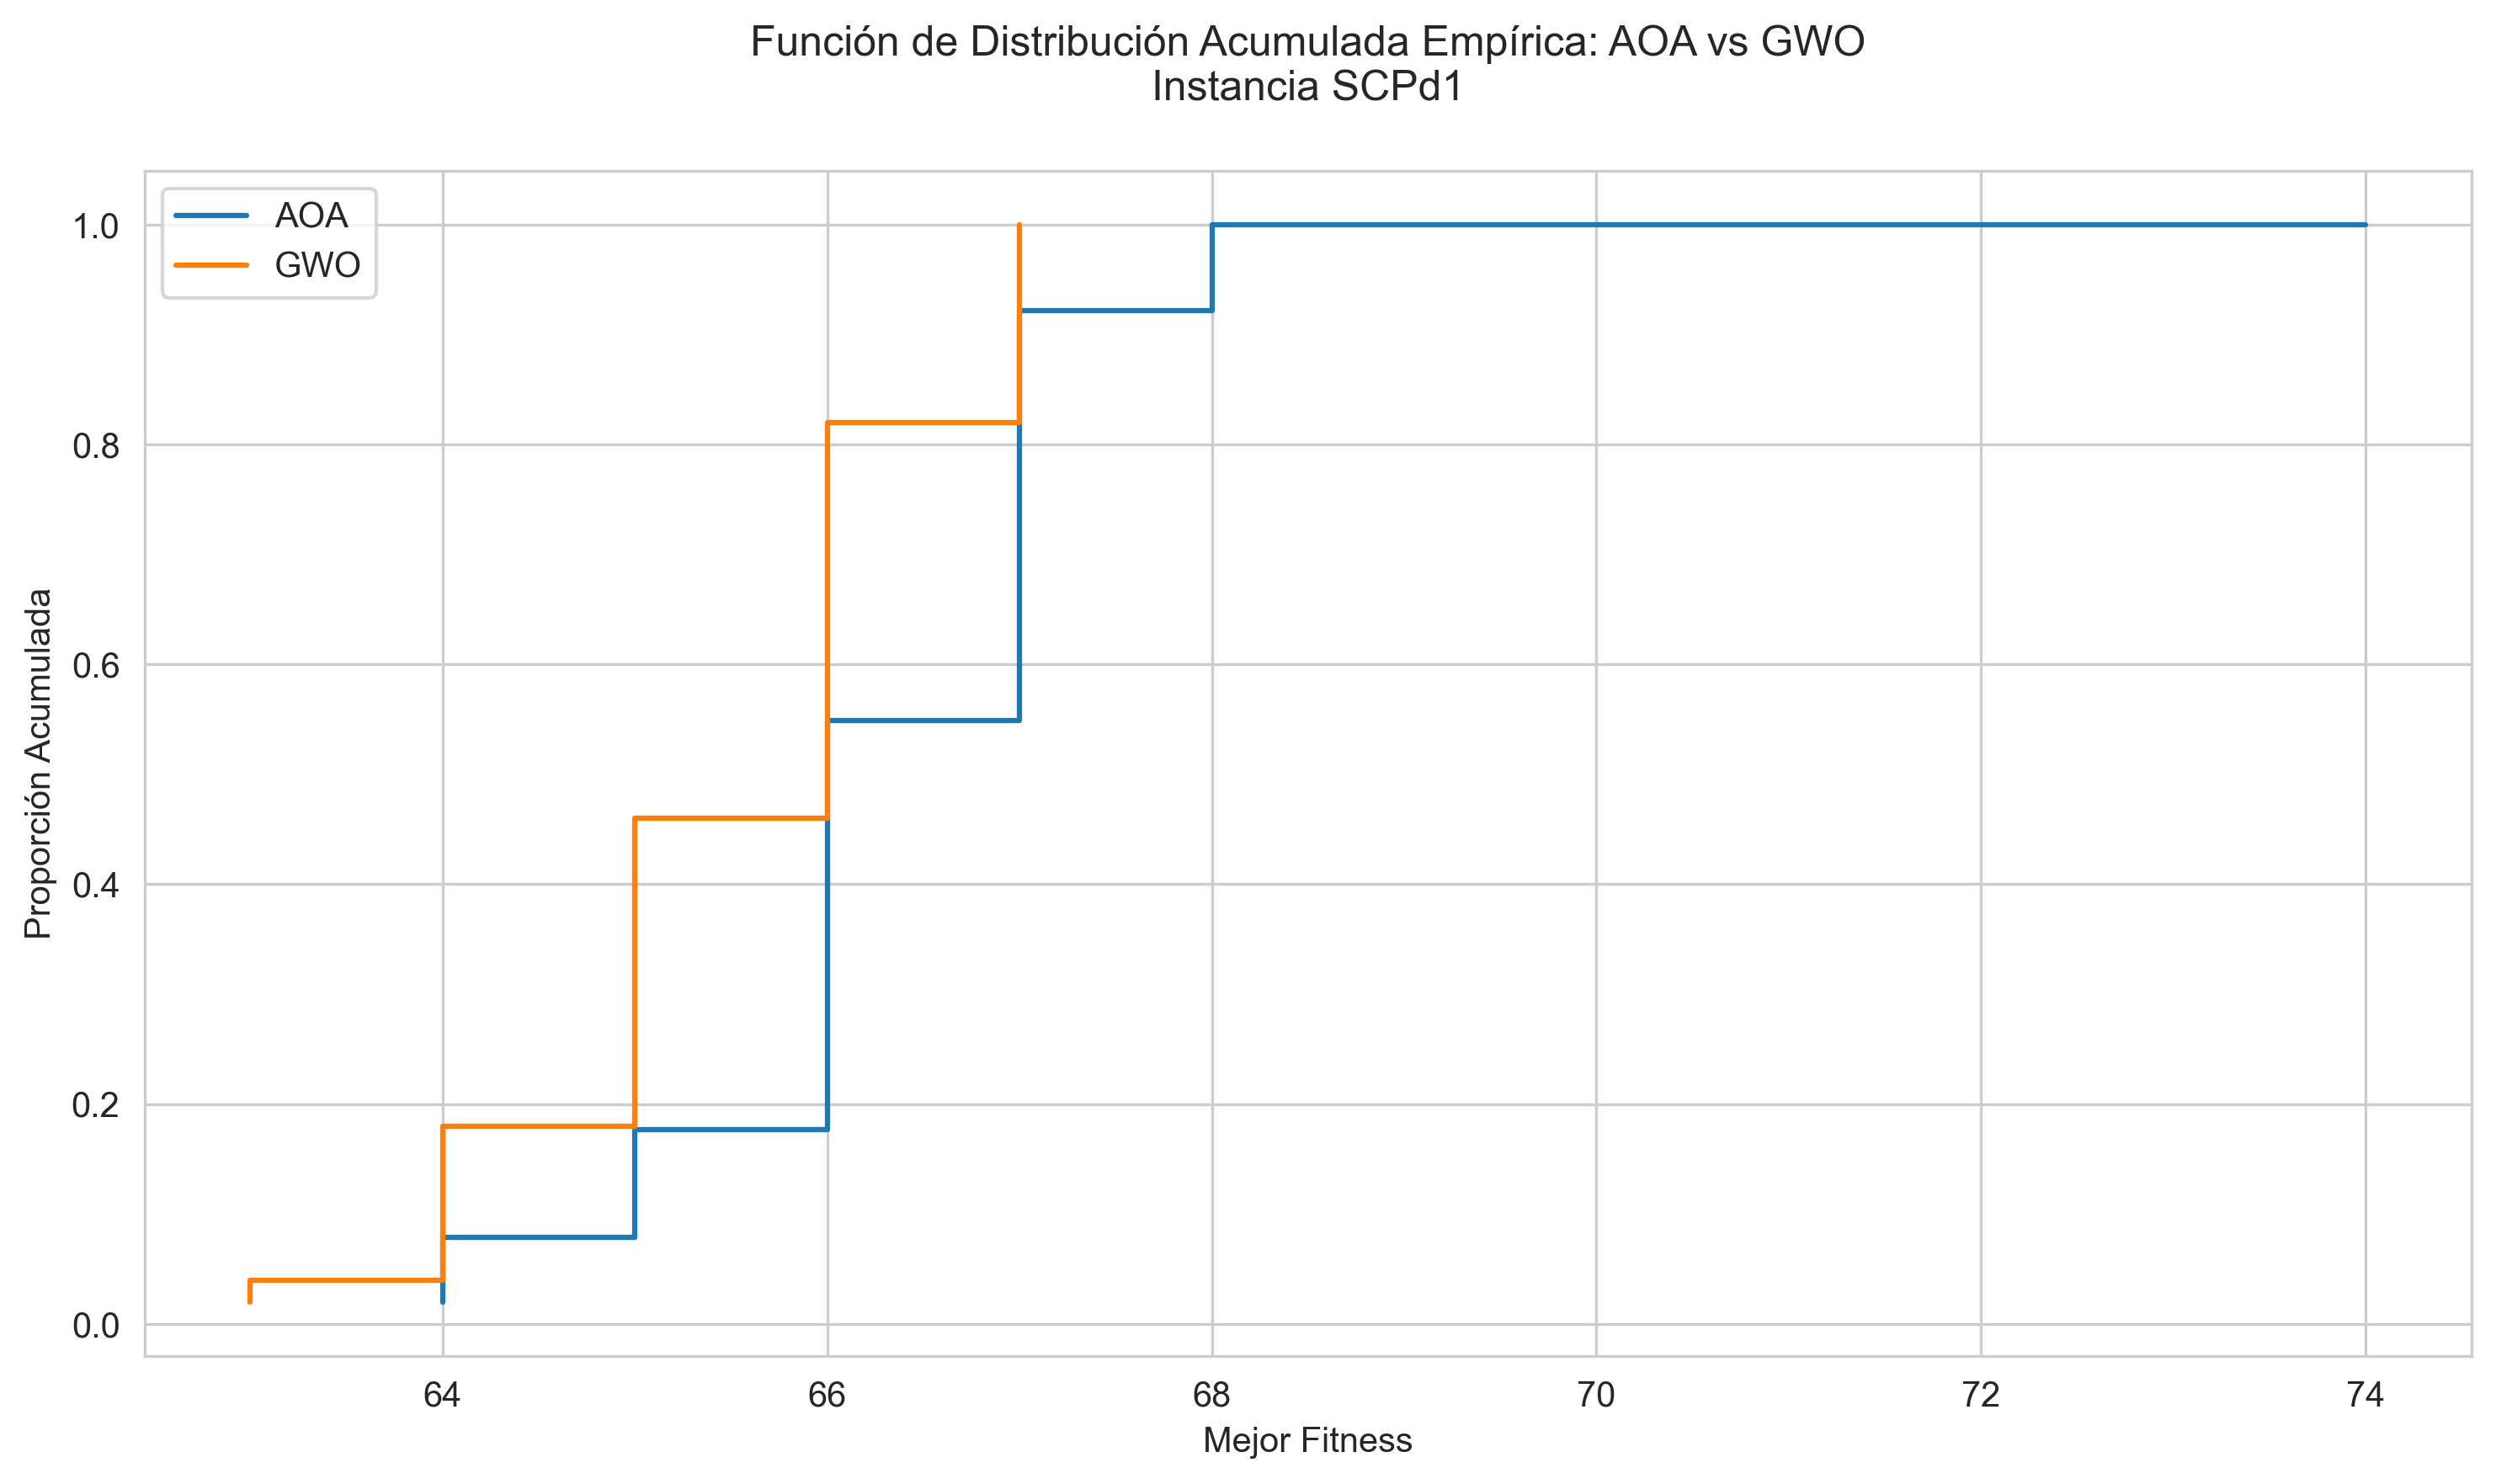 Función de Distribución Acumulada Empírica: AOA vs GWO
Instancia SCPd1
AOA
GWO
1.0
0.8
0.6
0.4
0.2
0.0
Proporción Acumulada
64 66 68 70 72 74
Mejor Fitness